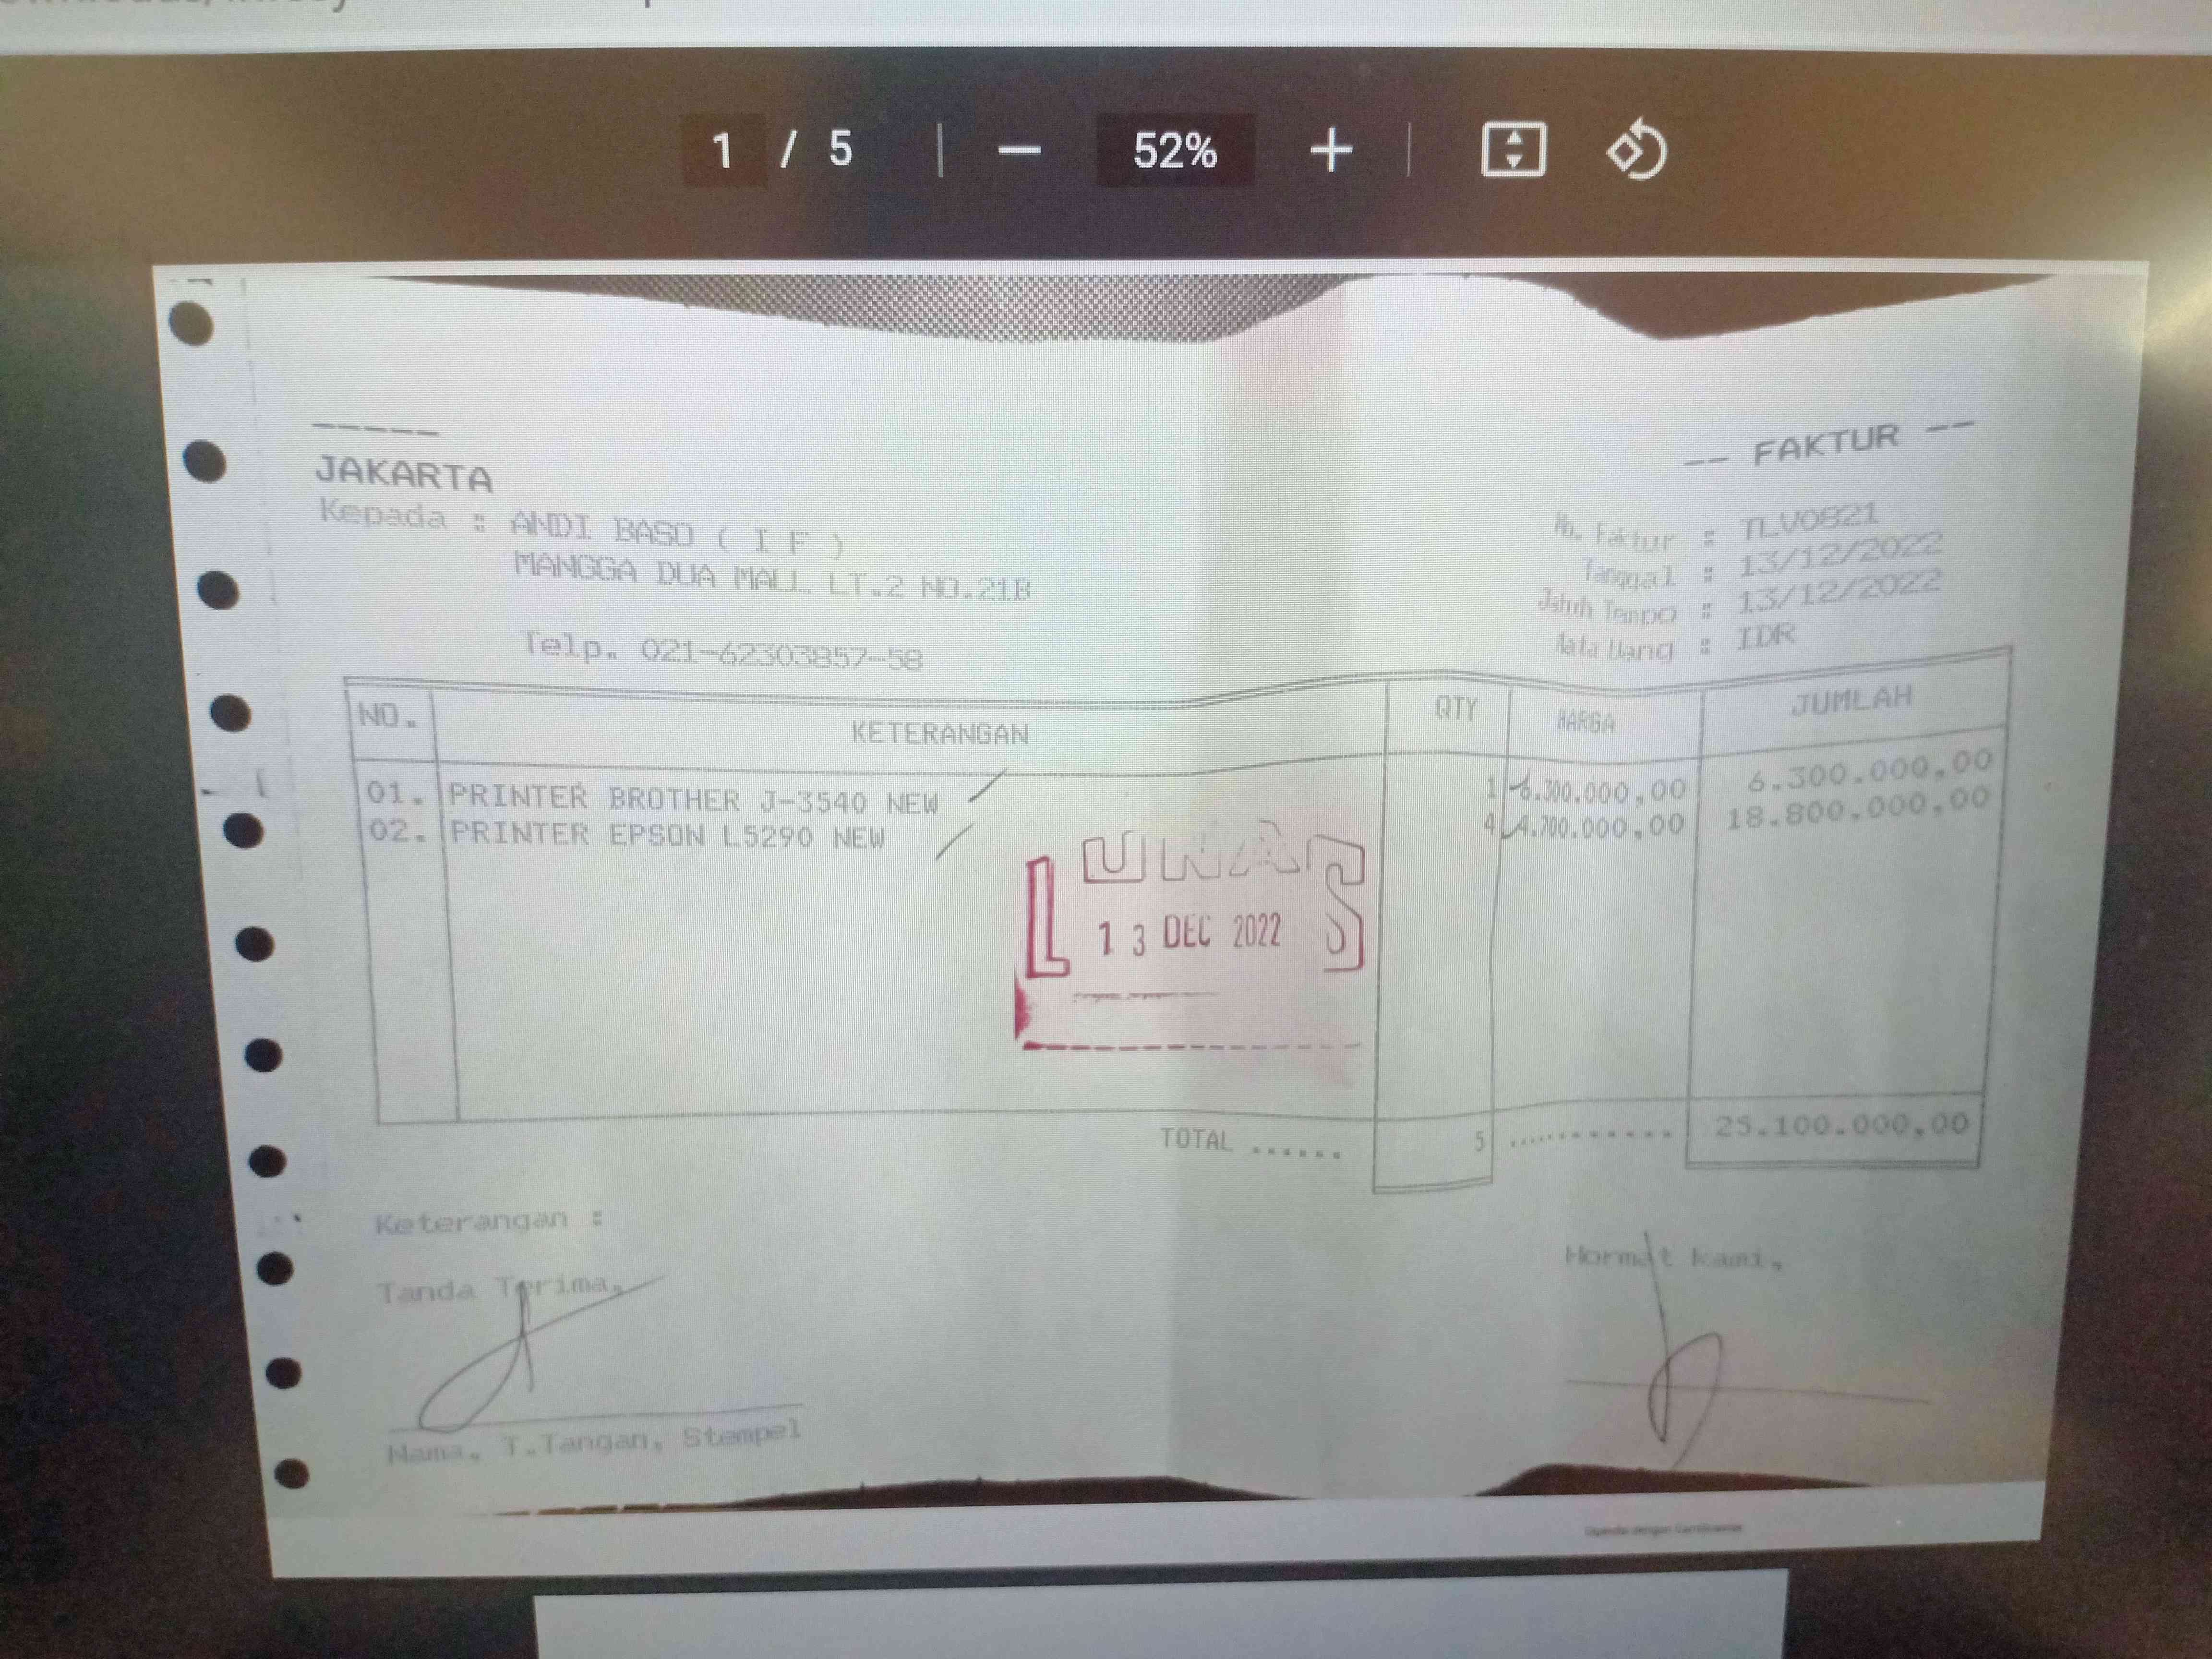 1 / 5 | — 52% + |
-----
JAKARTA
-- FAKTUR --
Kepada : ANDI BASO ( I F )
MANGGA DUA MALL LT.2 NO.21B
Telp. 021-62303857-58
No. Faktur : TLV0821
Tanggal : 13/12/2022
Jatuh Tempo : 13/12/2022
Mata Uang : IDR
NO. KETERANGAN QTY HARGA JUMLAH
01. PRINTER BROTHER J-3540 NEW 1 6.300.000,00 6.300.000,00
02. PRINTER EPSON L5290 NEW 4 4.700.000,00 18.800.000,00
LUNAS
13 DEC 2022
TOTAL ...... 5 ............ 25.100.000,00
Keterangan :
Tanda Terima,
Hormat kami,
Nama, T.Tangan, Stempel